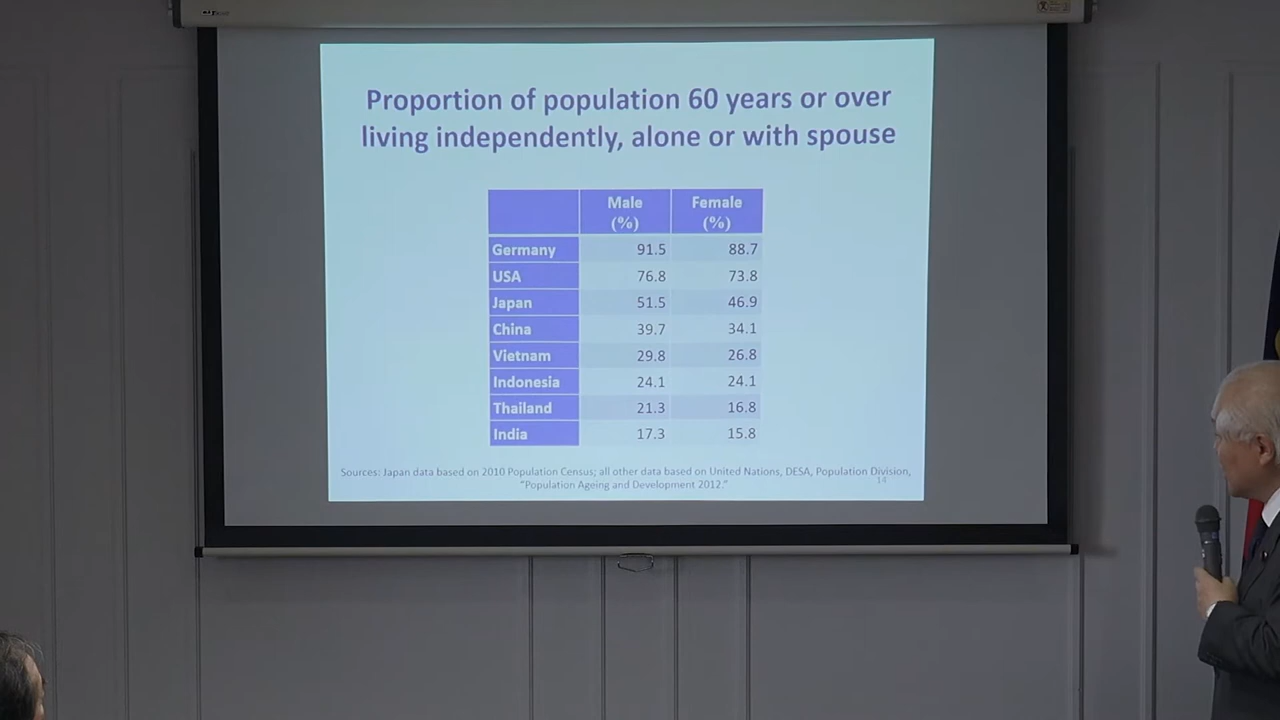 Proportion of population 60 years or over
living independently, alone or with spouse
Male Female
(%) (%)
Germany 91.5 88.7
USA 76.8 73.8
Japan 51.5 46.9
China 39.7 34.1
Vietnam 29.8 26.8
Indonesia 24.1 24.1
Thailand 21.3 16.8
India 17.3 15.8
Sources: Japan data based on 2010 Population Census; all other data based on United Nations, DESA, Population Division,
"Population Ageing and Development 2012."
14